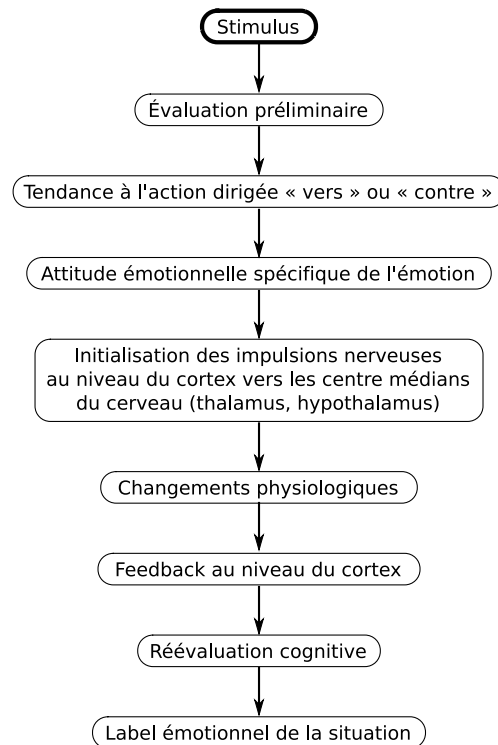 Stimulus
Évaluation préliminaire
Tendance à l'action dirigée « vers » ou « contre »
Attitude émotionnelle spécifique de l'émotion
Initialisation des impulsions nerveuses
au niveau du cortex vers les centre médians
du cerveau (thalamus, hypothalamus)
Changements physiologiques
Feedback au niveau du cortex
Réévaluation cognitive
Label émotionnel de la situation